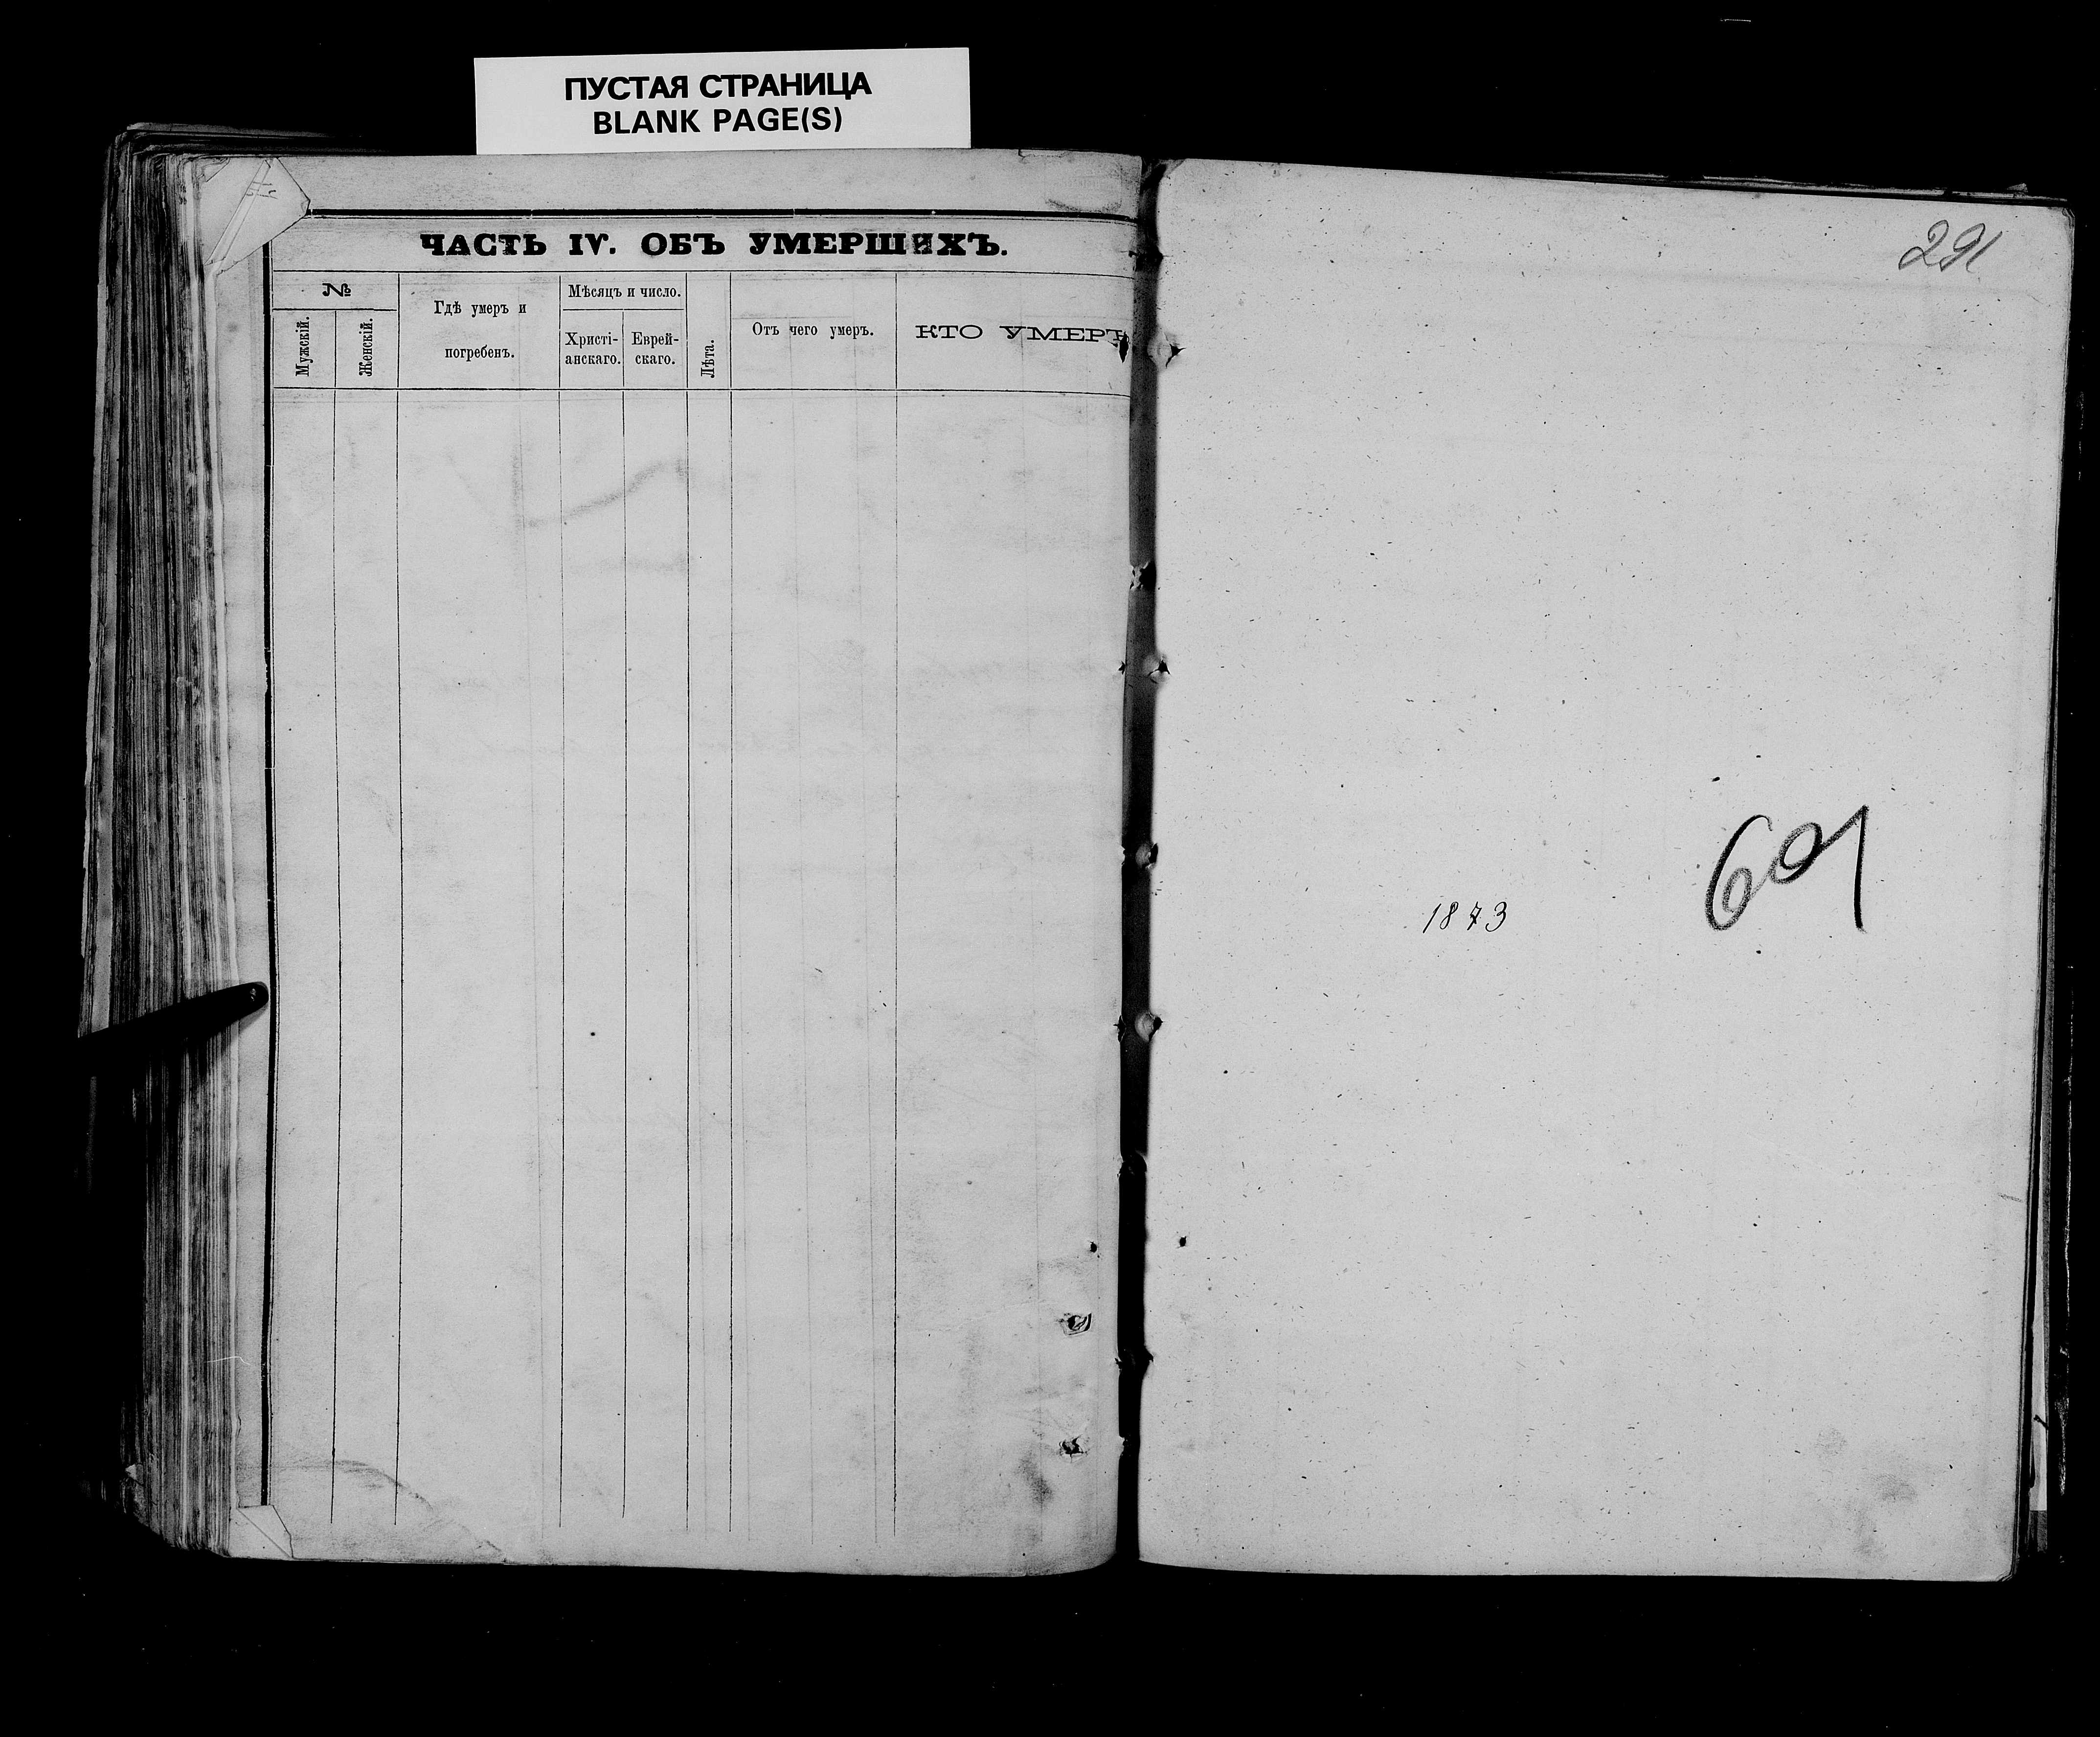 ПУСТАЯ СТРАНИЦА
BLANK PAGE(S)
ЧАСТЬ IV. ОБЪ УМЕРШИХЪ.
№
Мужскій.
Женскій.
Гдѣ умеръ и
погребенъ.
Мѣсяцъ и число.
Христі-
анскаго.
Еврей-
скаго.
Лѣта.
Отъ чего умеръ.
КТО УМЕРЪ
291
601
1873